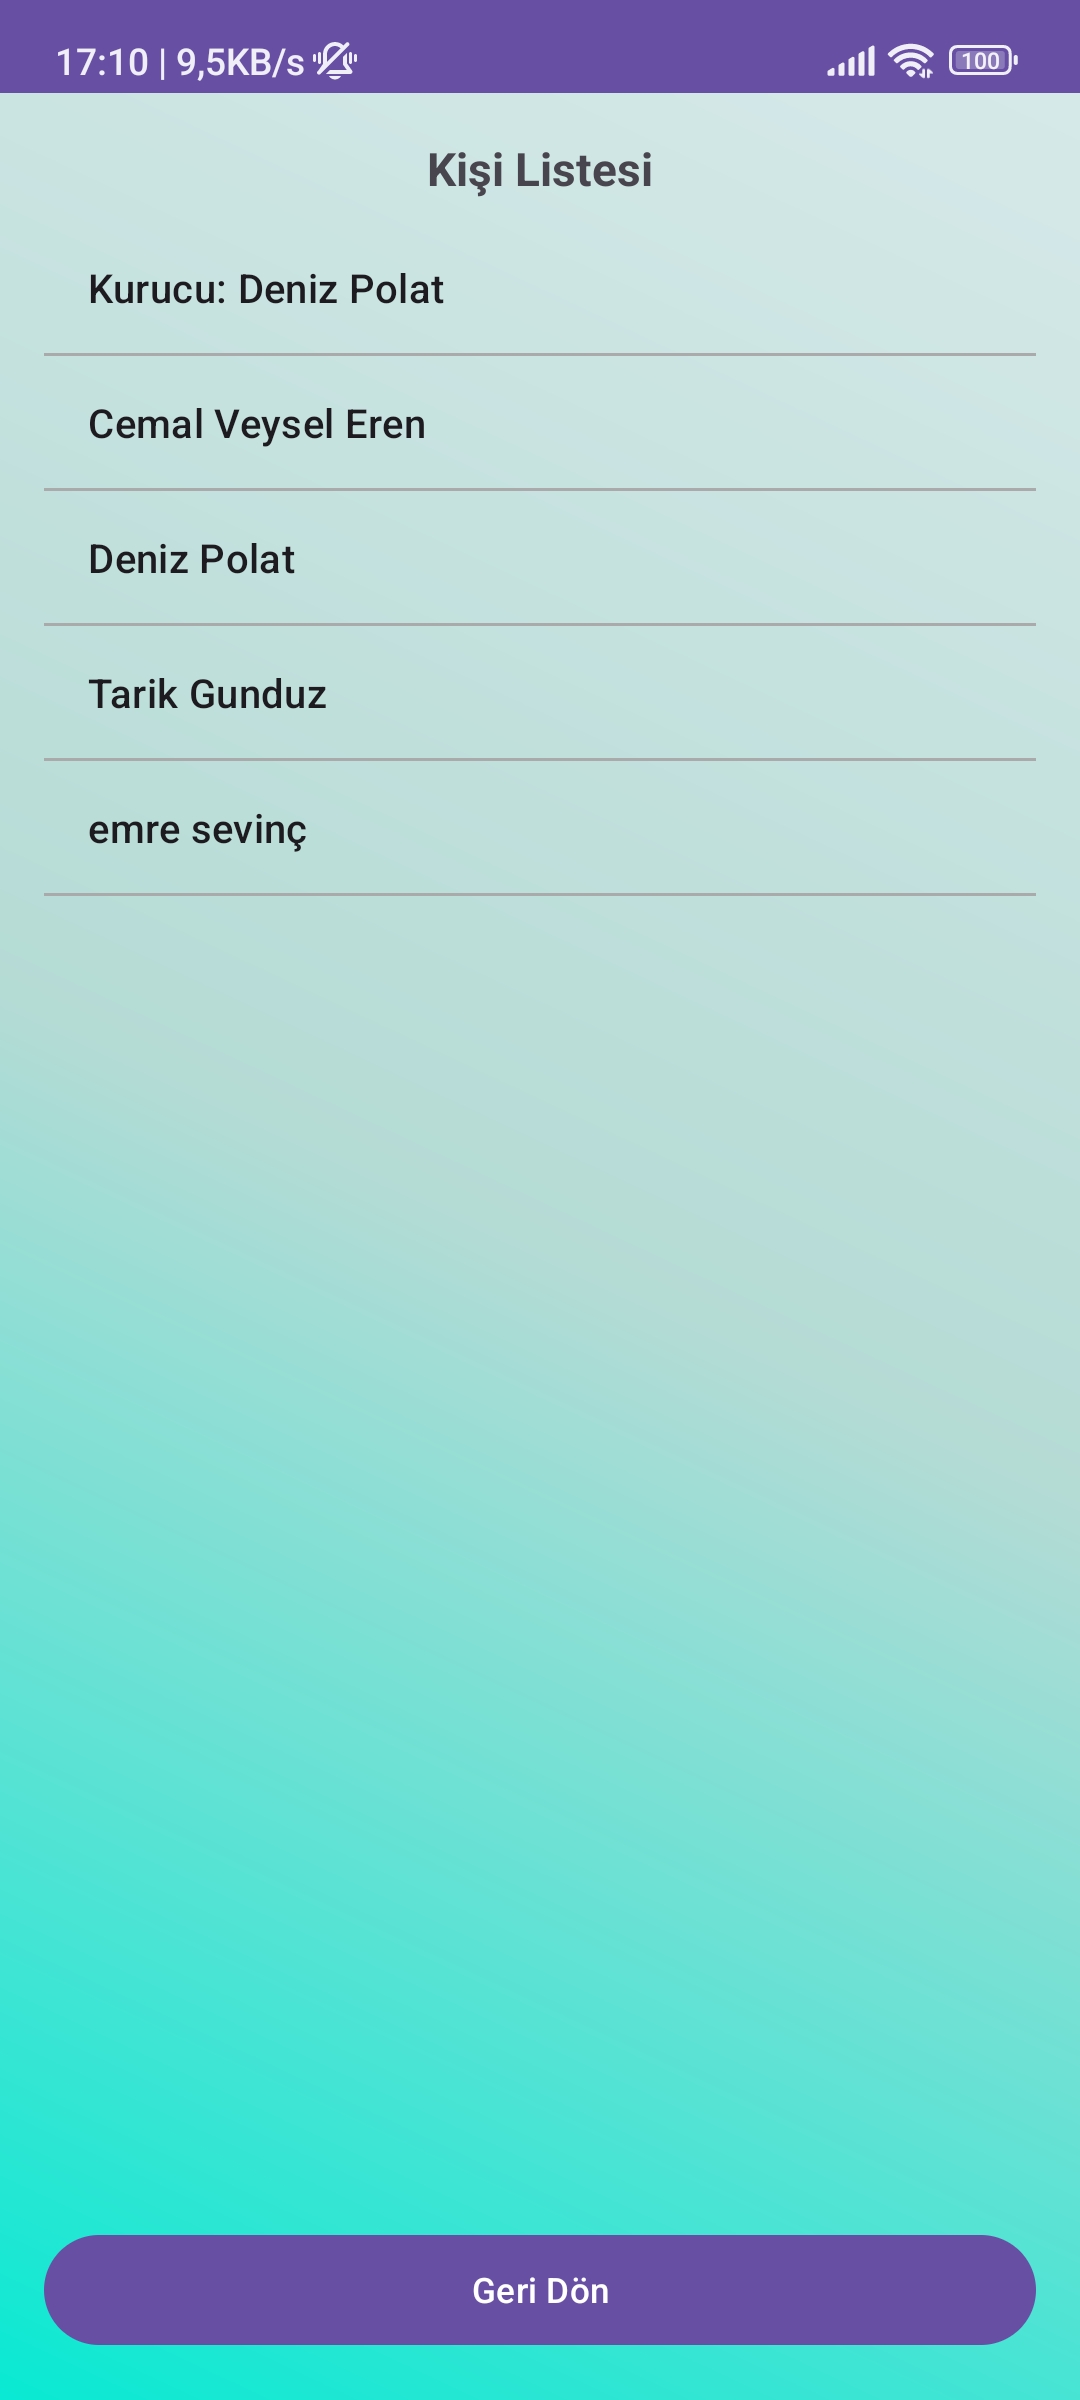 17:10 | 9,5KB/s
100
Kişi Listesi
Kurucu: Deniz Polat
Cemal Veysel Eren
Deniz Polat
Tarik Gunduz
emre sevinç
Geri Dön